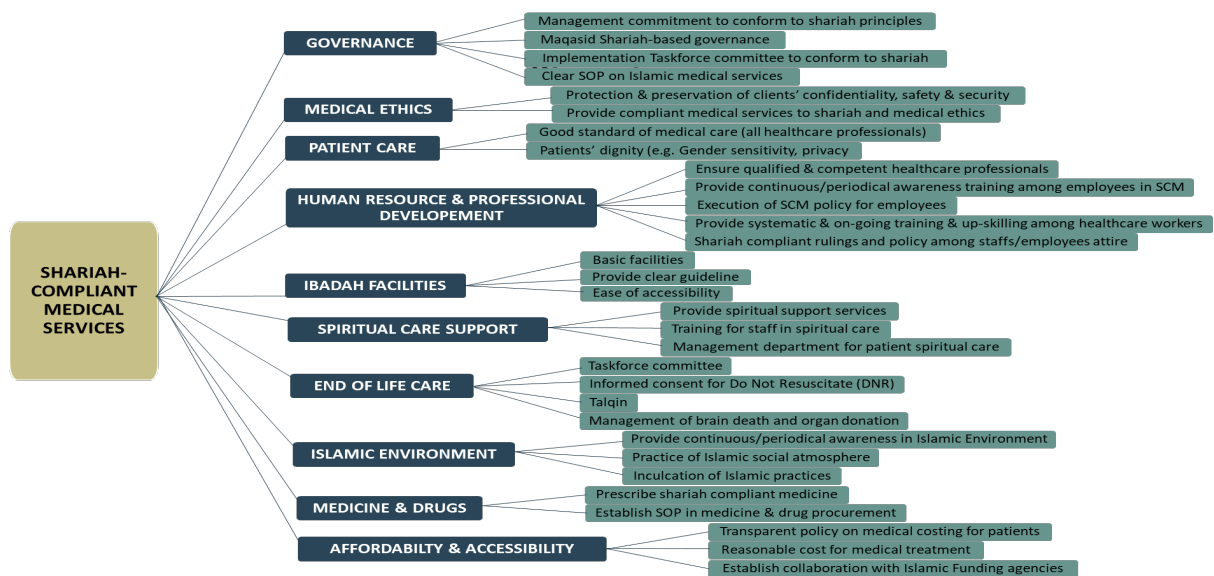 SHARIAH-
COMPLIANT
MEDICAL
SERVICES
GOVERNANCE
Management commitment to conform to shariah principles
Maqasid Shariah-based governance
Implementation Taskforce committee to conform to shariah
Clear SOP on Islamic medical services
MEDICAL ETHICS
Protection & preservation of clients' confidentiality, safety & security
Provide compliant medical services to shariah and medical ethics
PATIENT CARE
Good standard of medical care (all healthcare professionals)
Patients' dignity (e.g. Gender sensitivity, privacy
HUMAN RESOURCE & PROFESSIONAL
DEVELOPEMENT
Ensure qualified & competent healthcare professionals
Provide continuous/periodical awareness training among employees in SCM
Execution of SCM policy for employees
Provide systematic & on-going training & up-skilling among healthcare workers
Shariah compliant rulings and policy among staffs/employees attire
IBADAH FACILITIES
Basic facilities
Provide clear guideline
Ease of accessibility
SPIRITUAL CARE SUPPORT
Provide spiritual support services
Training for staff in spiritual care
Management department for patient spiritual care
END OF LIFE CARE
Taskforce committee
Informed consent for Do Not Resuscitate (DNR)
Talqin
Management of brain death and organ donation
ISLAMIC ENVIRONMENT
Provide continuous/periodical awareness in Islamic Environment
Practice of Islamic social atmosphere
Inculcation of Islamic practices
MEDICINE & DRUGS
Prescribe shariah compliant medicine
Establish SOP in medicine & drug procurement
AFFORDABILTY & ACCESSIBILITY
Transparent policy on medical costing for patients
Reasonable cost for medical treatment
Establish collaboration with Islamic Funding agencies